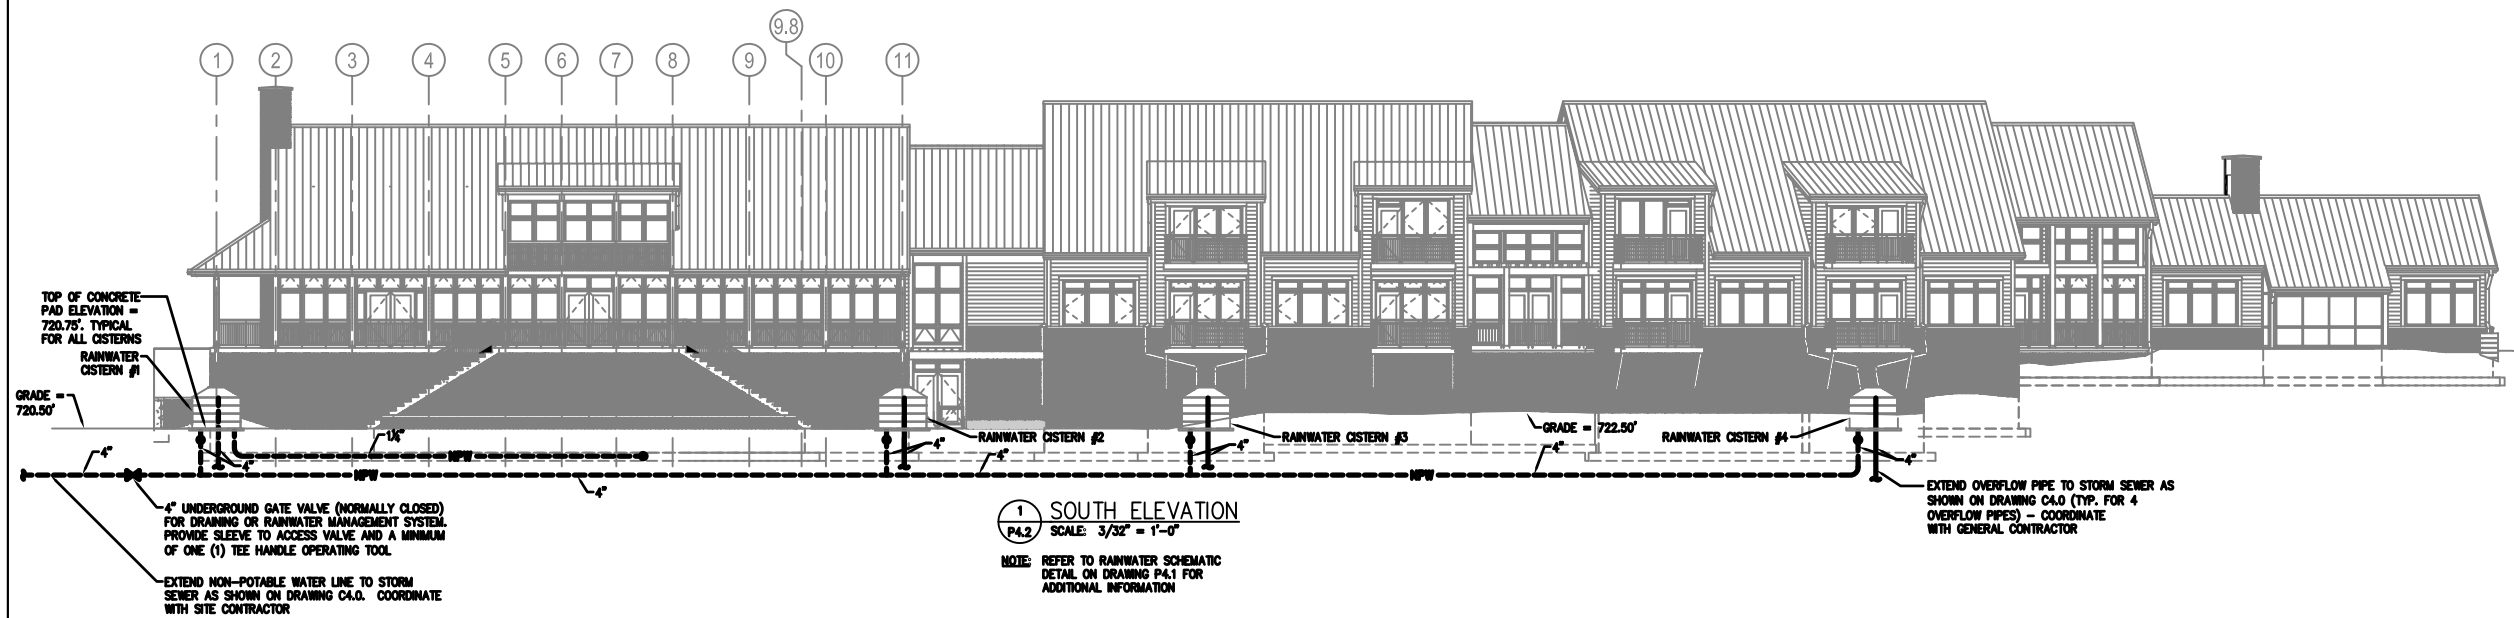 9.8
1 2 3 4 5 6 7 8 9 10 11
TOP OF CONCRETE
PAD ELEVATION =
720.75'. TYPICAL
FOR ALL CISTERNS
RAINWATER
CISTERN #1
GRADE =
720.50'
4"
4"
1¼"
NPW
NPW
4"
4"
RAINWATER CISTERN #2
4"
4"
RAINWATER CISTERN #3
NPW
GRADE = 722.50'
4"
RAINWATER CISTERN #4
4"
4" UNDERGROUND GATE VALVE (NORMALLY CLOSED)
FOR DRAINING OR RAINWATER MANAGEMENT SYSTEM.
PROVIDE SLEEVE TO ACCESS VALVE AND A MINIMUM
OF ONE (1) TEE HANDLE OPERATING TOOL
EXTEND NON-POTABLE WATER LINE TO STORM
SEWER AS SHOWN ON DRAWING C4.0. COORDINATE
WITH SITE CONTRACTOR
1
P4.2
SOUTH ELEVATION
SCALE: 3/32" = 1'-0"
NOTE: REFER TO RAINWATER SCHEMATIC
DETAIL ON DRAWING P4.1 FOR
ADDITIONAL INFORMATION
EXTEND OVERFLOW PIPE TO STORM SEWER AS
SHOWN ON DRAWING C4.0 (TYP. FOR 4
OVERFLOW PIPES) - COORDINATE
WITH GENERAL CONTRACTOR